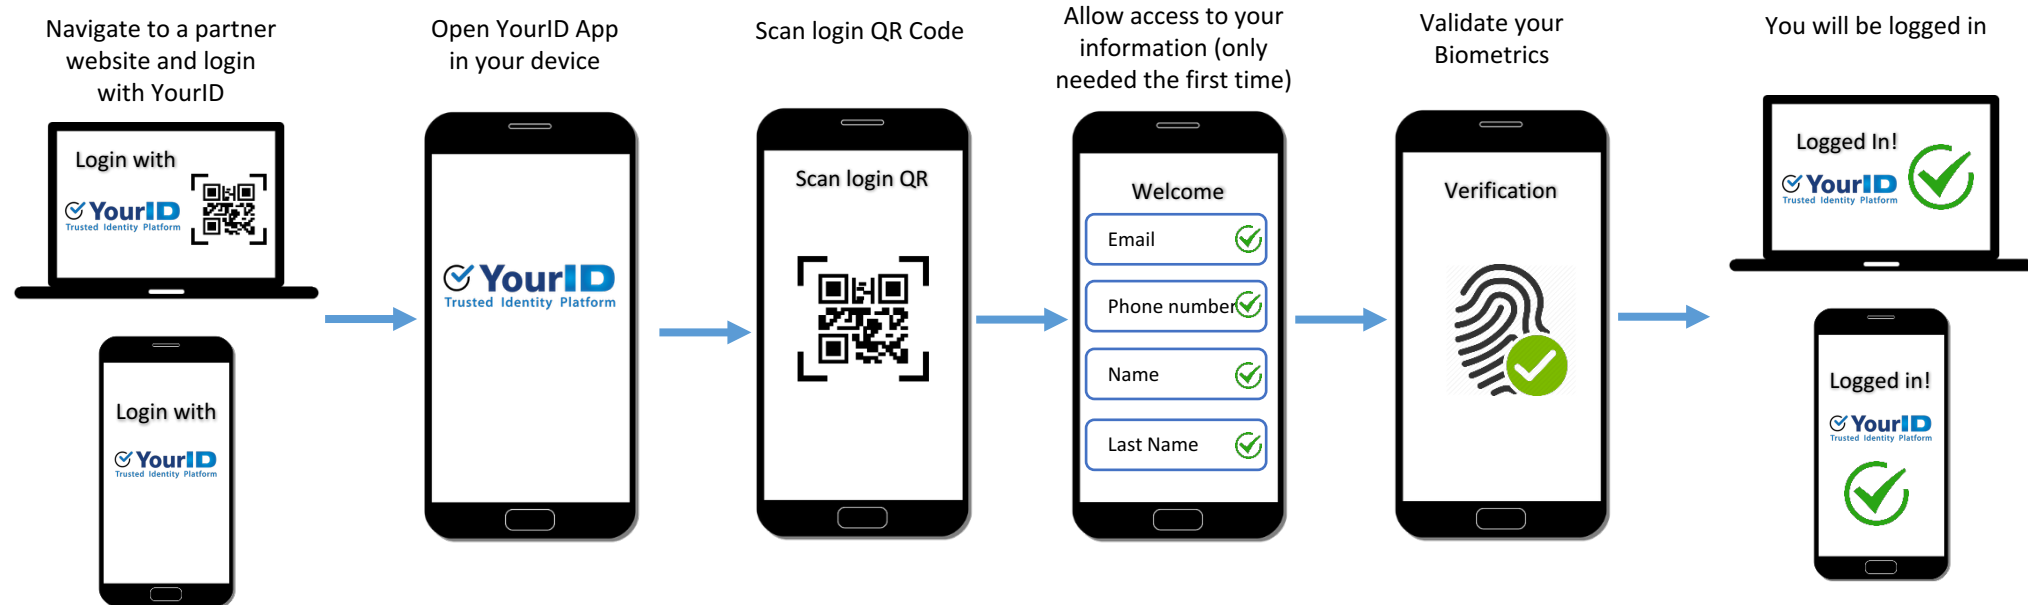 Navigate to a partner
website and login
with YourID
Login with
YourID
Trusted Identity Platform
Login with
YourID
Trusted Identity Platform
Open YourID App
in your device
YourID
Trusted Identity Platform
Scan login QR Code
Scan login QR
Allow access to your
information (only
needed the first time)
Welcome
Email
Phone number
Name
Last Name
Validate your
Biometrics
Verification
You will be logged in
Logged In!
YourID
Trusted Identity Platform
Logged in!
YourID
Trusted Identity Platform